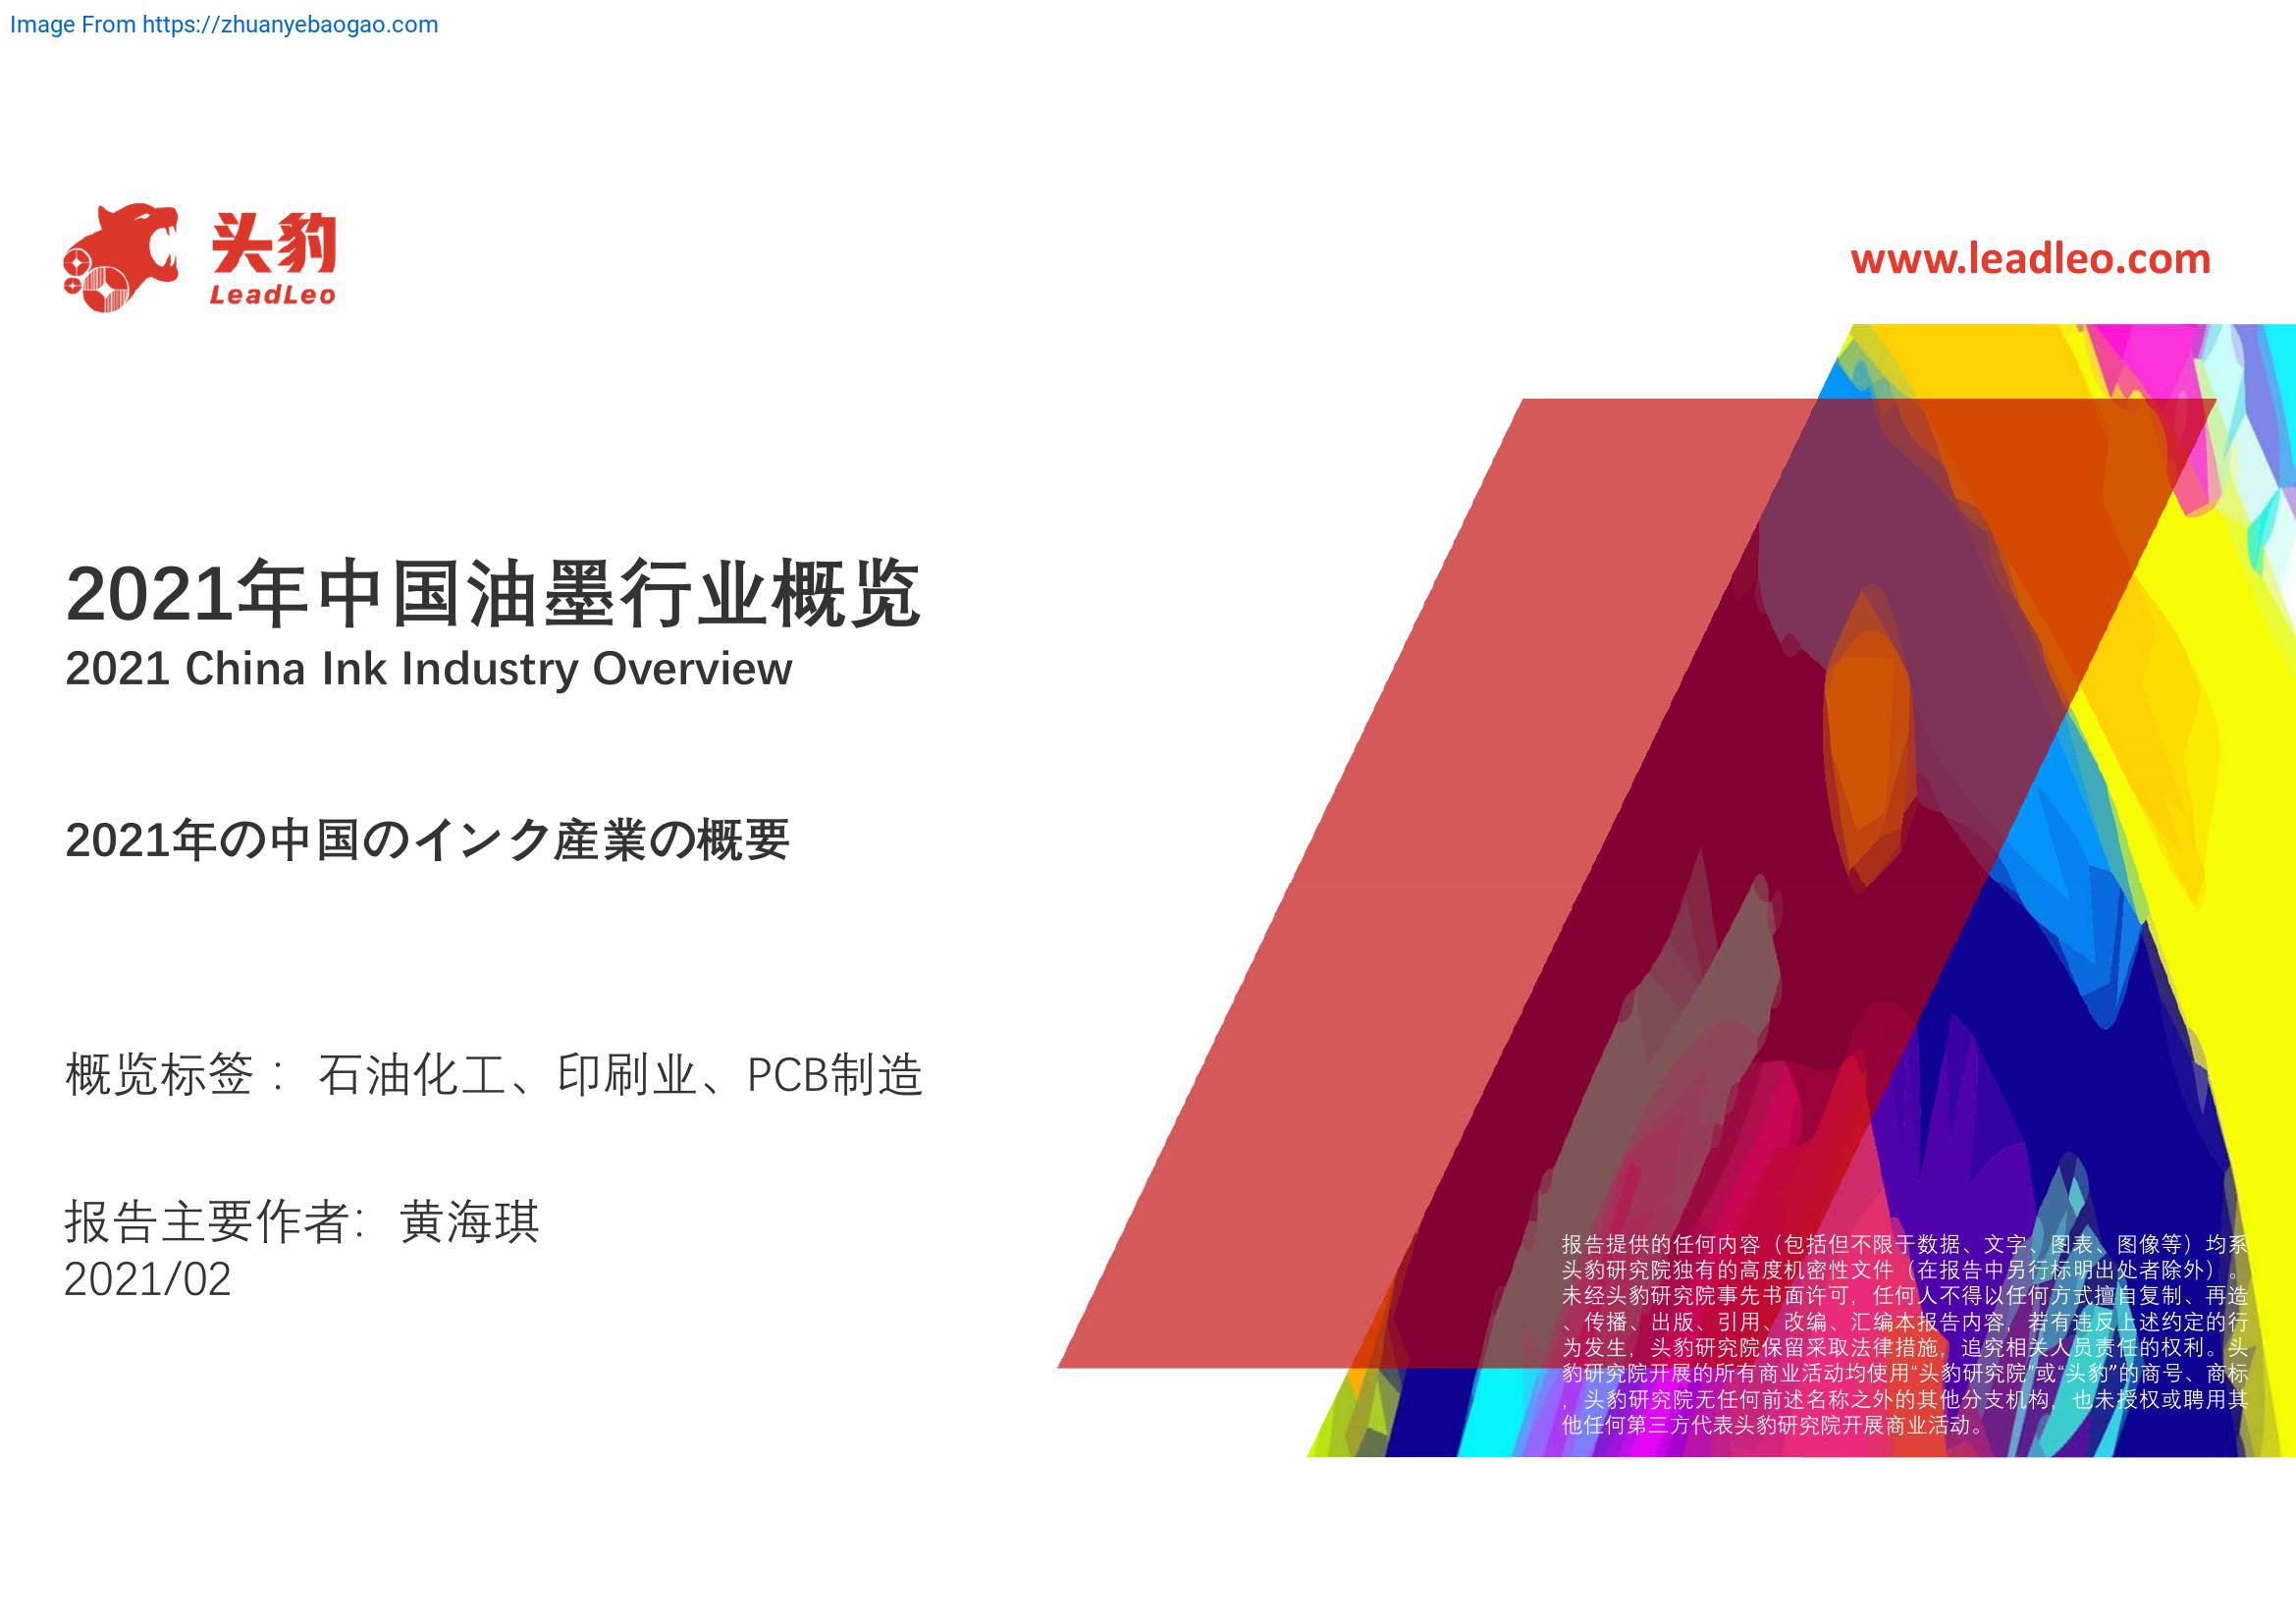 Image From https://zhuanyebaogao.com
头豹
LeadLeo
www.leadleo.com
2021年中国油墨行业概览
2021 China Ink Industry Overview
2021年の中国のインク産業の概要
概览标签： 石油化工、印刷业、PCB制造
报告主要作者：黄海琪
2021/02
报告提供的任何内容（包括但不限于数据、文字、图表、图像等）均系
头豹研究院独有的高度机密性文件（在报告中另行标明出处者除外）。
未经头豹研究院事先书面许可，任何人不得以任何方式擅自复制、再造
、传播、出版、引用、改编、汇编本报告内容，若有违反上述约定的行
为发生，头豹研究院保留采取法律措施，追究相关人员责任的权利。头
豹研究院开展的所有商业活动均使用“头豹研究院”或“头豹”的商号、商标
，头豹研究院无任何前述名称之外的其他分支机构，也未授权或聘用其
他任何第三方代表头豹研究院开展商业活动。